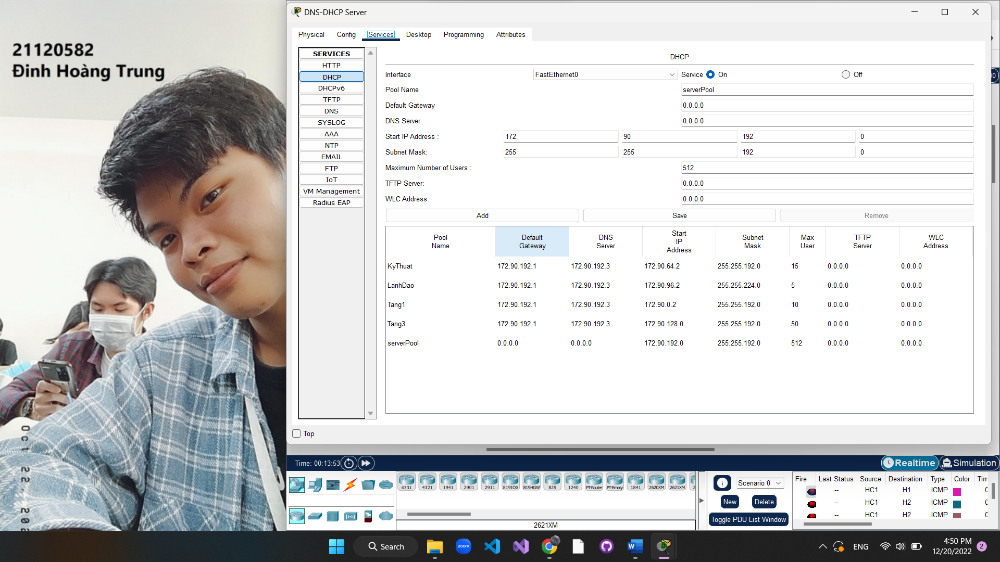 21120582
Đinh Hoàng Trung
DNS-DHCP Server
Physical Config Services Desktop Programming Attributes
SERVICES
HTTP
DHCP
DHCPv6
TFTP
DNS
SYSLOG
AAA
NTP
EMAIL
FTP
IoT
VM Management
Radius EAP
DHCP
Interface FastEthernet0 Service On Off
Pool Name serverPool
Default Gateway 0.0.0.0
DNS Server 0.0.0.0
Start IP Address : 172 90 192 0
Subnet Mask: 255 255 192 0
Maximum Number of Users : 512
TFTP Server: 0.0.0.0
WLC Address: 0.0.0.0
Add Save Remove
Pool Name Default Gateway DNS Server Start IP Address Subnet Mask Max User TFTP Server WLC Address
KyThuat 172.90.192.1 172.90.192.3 172.90.64.2 255.255.192.0 15 0.0.0.0 0.0.0.0
LanhDao 172.90.192.1 172.90.192.3 172.90.96.2 255.255.224.0 5 0.0.0.0 0.0.0.0
Tang1 172.90.192.1 172.90.192.3 172.90.0.2 255.255.192.0 10 0.0.0.0 0.0.0.0
Tang3 172.90.192.1 172.90.192.3 172.90.128.0 255.255.192.0 50 0.0.0.0 0.0.0.0
serverPool 0.0.0.0 0.0.0.0 172.90.192.0 255.255.192.0 512 0.0.0.0 0.0.0.0
Top
Time: 00:13:53
Realtime Simulation
4331 4321 1941 2901 2911 819IOX 819HGW 829 1240 PT-Router PT-Empty 1841 2620XM 2621XM
2621XM
Scenario 0
New Delete
Toggle PDU List Window
Fire Last Status Source Destination Type Color
-- HC1 H1 ICMP
-- HC1 H2 ICMP
-- HC1 H2 ICMP
Oct 22, 202
Search
zoom
ENG
4:50 PM
12/20/2022
2